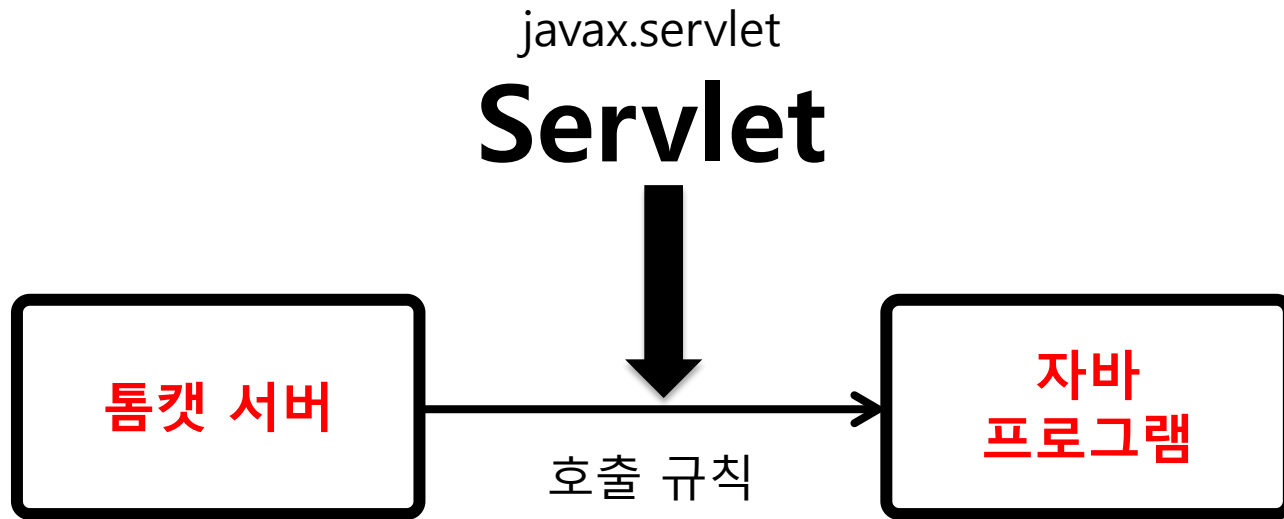 javax.servlet
Servlet
톰캣 서버
호출 규칙
자바
프로그램